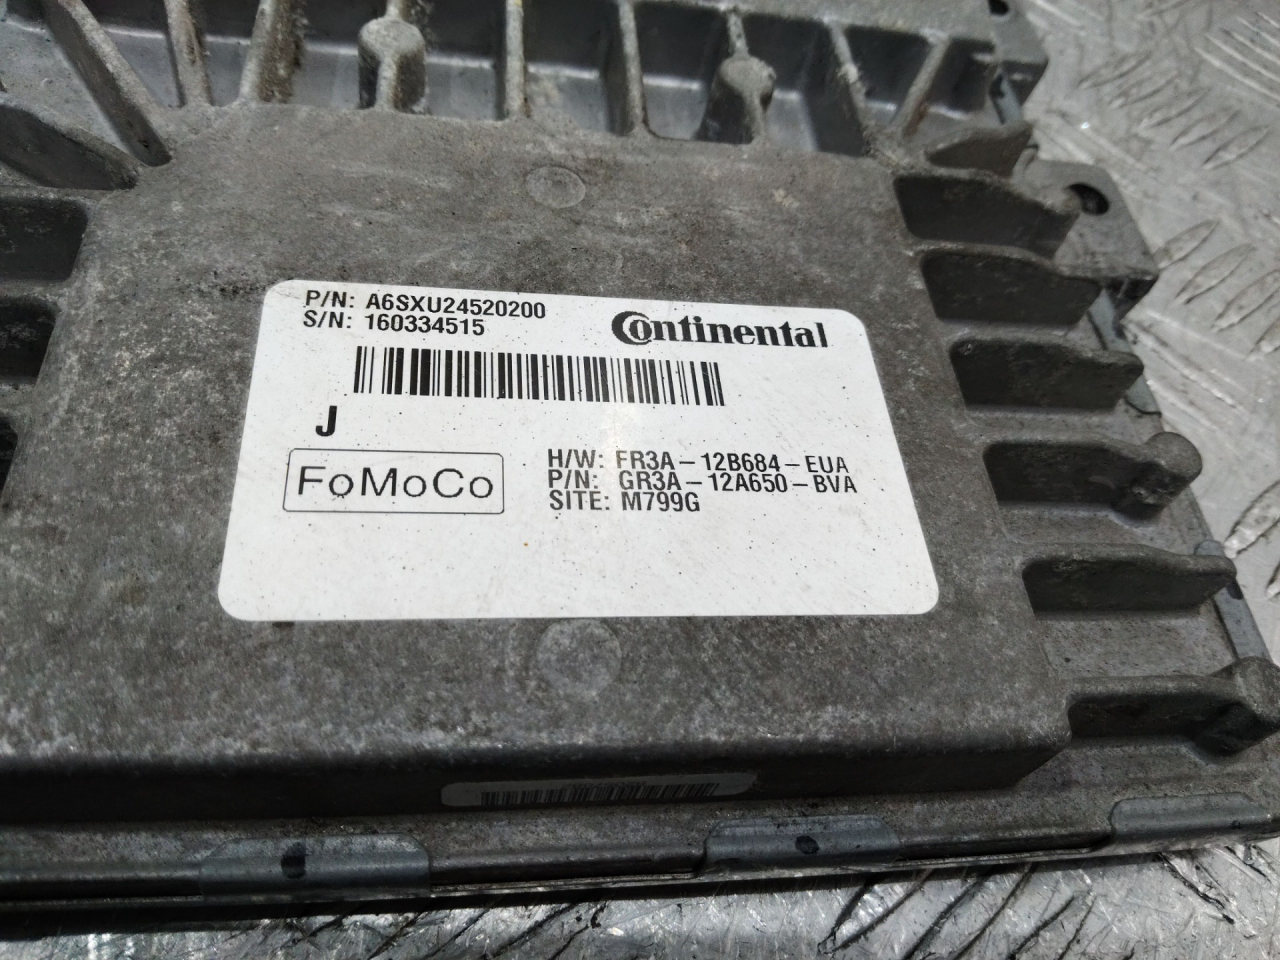 P/N: A6SXU24520200
S/N: 160334515
Continental
J
FoMoCo
H/W: FR3A-12B684-EUA
P/N: GR3A-12A650-BVA
SITE: M799G